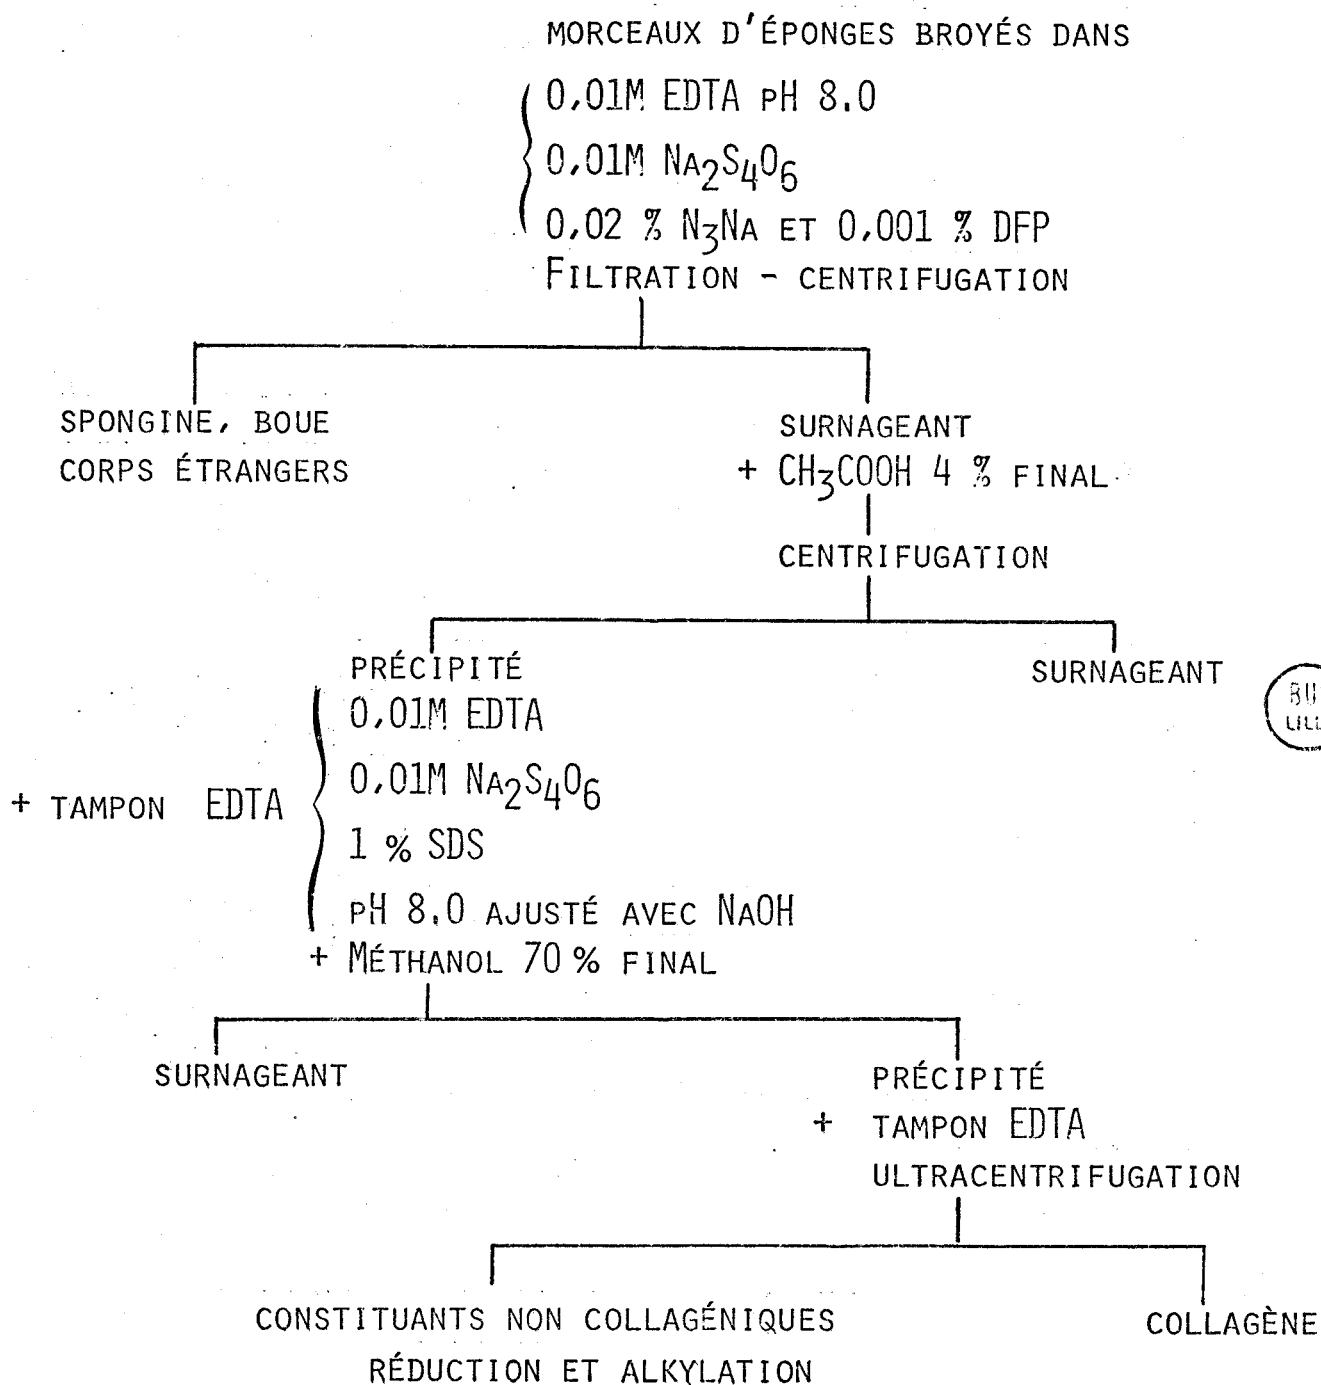 MORCEAUX D'ÉPONGES BROYÉS DANS
0,01M EDTA PH 8.0
0,01M NA2S4O6
0,02 % N3NA ET 0,001 % DFP
FILTRATION - CENTRIFUGATION
SPONGINE, BOUE
CORPS ÉTRANGERS
SURNAGEANT
+ CH3COOH 4 % FINAL
CENTRIFUGATION
PRÉCIPITÉ
SURNAGEANT
0,01M EDTA
0,01M NA2S4O6
+ TAMPON EDTA
1 % SDS
PH 8.0 AJUSTÉ AVEC NAOH
+ MÉTHANOL 70 % FINAL
SURNAGEANT
PRÉCIPITÉ
+ TAMPON EDTA
ULTRACENTRIFUGATION
CONSTITUANTS NON COLLAGÉNIQUES
RÉDUCTION ET ALKYLATION
COLLAGÈNE